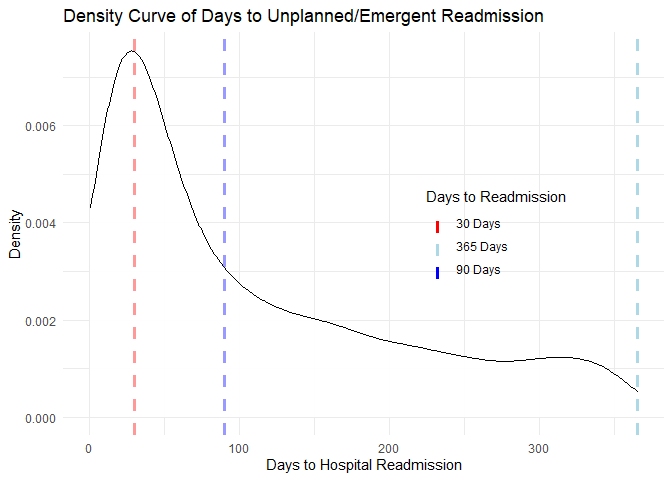 Density Curve of Days to Unplanned/Emergent Readmission
0.006
0.004
0.002
0.000
Density
Days to Readmission
30 Days
365 Days
90 Days
0
100
200
300
Days to Hospital Readmission